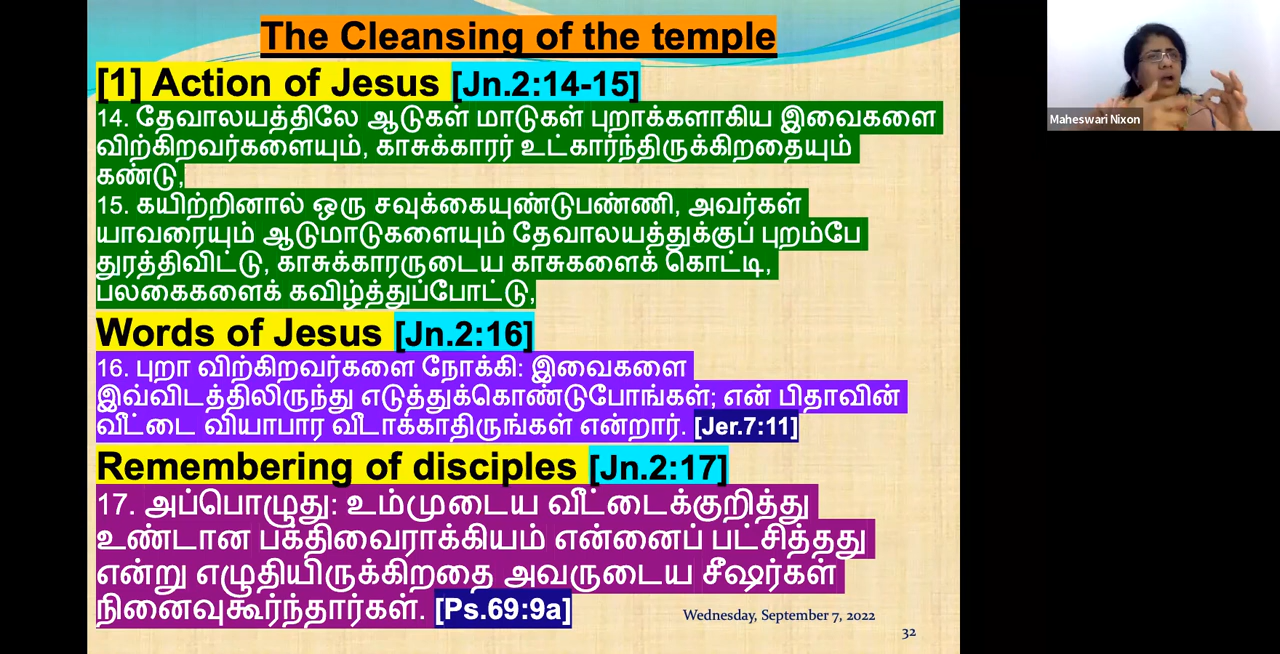 The Cleansing of the temple
[1] Action of Jesus [Jn.2:14-15]
14. தேவாலயத்திலே ஆடுகள் மாடுகள் புறாக்களாகிய இவைகளை
விற்கிறவர்களையும், காசுக்காரர் உட்கார்ந்திருக்கிறதையும்
கண்டு,
15. கயிற்றினால் ஒரு சவுக்கையுண்டுபண்ணி, அவர்கள்
யாவரையும் ஆடுமாடுகளையும் தேவாலயத்துக்குப் புறம்பே
துரத்திவிட்டு, காசுக்காரருடைய காசுகளைக் கொட்டி,
பலகைகளைக் கவிழ்த்துப்போட்டு,
Words of Jesus [Jn.2:16]
16. புறா விற்கிறவர்களை நோக்கி: இவைகளை
இவ்விடத்திலிருந்து எடுத்துக்கொண்டுபோங்கள்; என் பிதாவின்
வீட்டை வியாபார வீடாக்காதிருங்கள் என்றார். [Jer.7:11]
Remembering of disciples [Jn.2:17]
17. அப்பொழுது: உம்முடைய வீட்டைக்குறித்து
உண்டான பக்திவைராக்கியம் என்னைப் பட்சித்தது
என்று எழுதியிருக்கிறதை அவருடைய சீஷர்கள்
நினைவுகூர்ந்தார்கள். [Ps.69:9a]
Wednesday, September 7, 2022
32
Maheswari Nixon